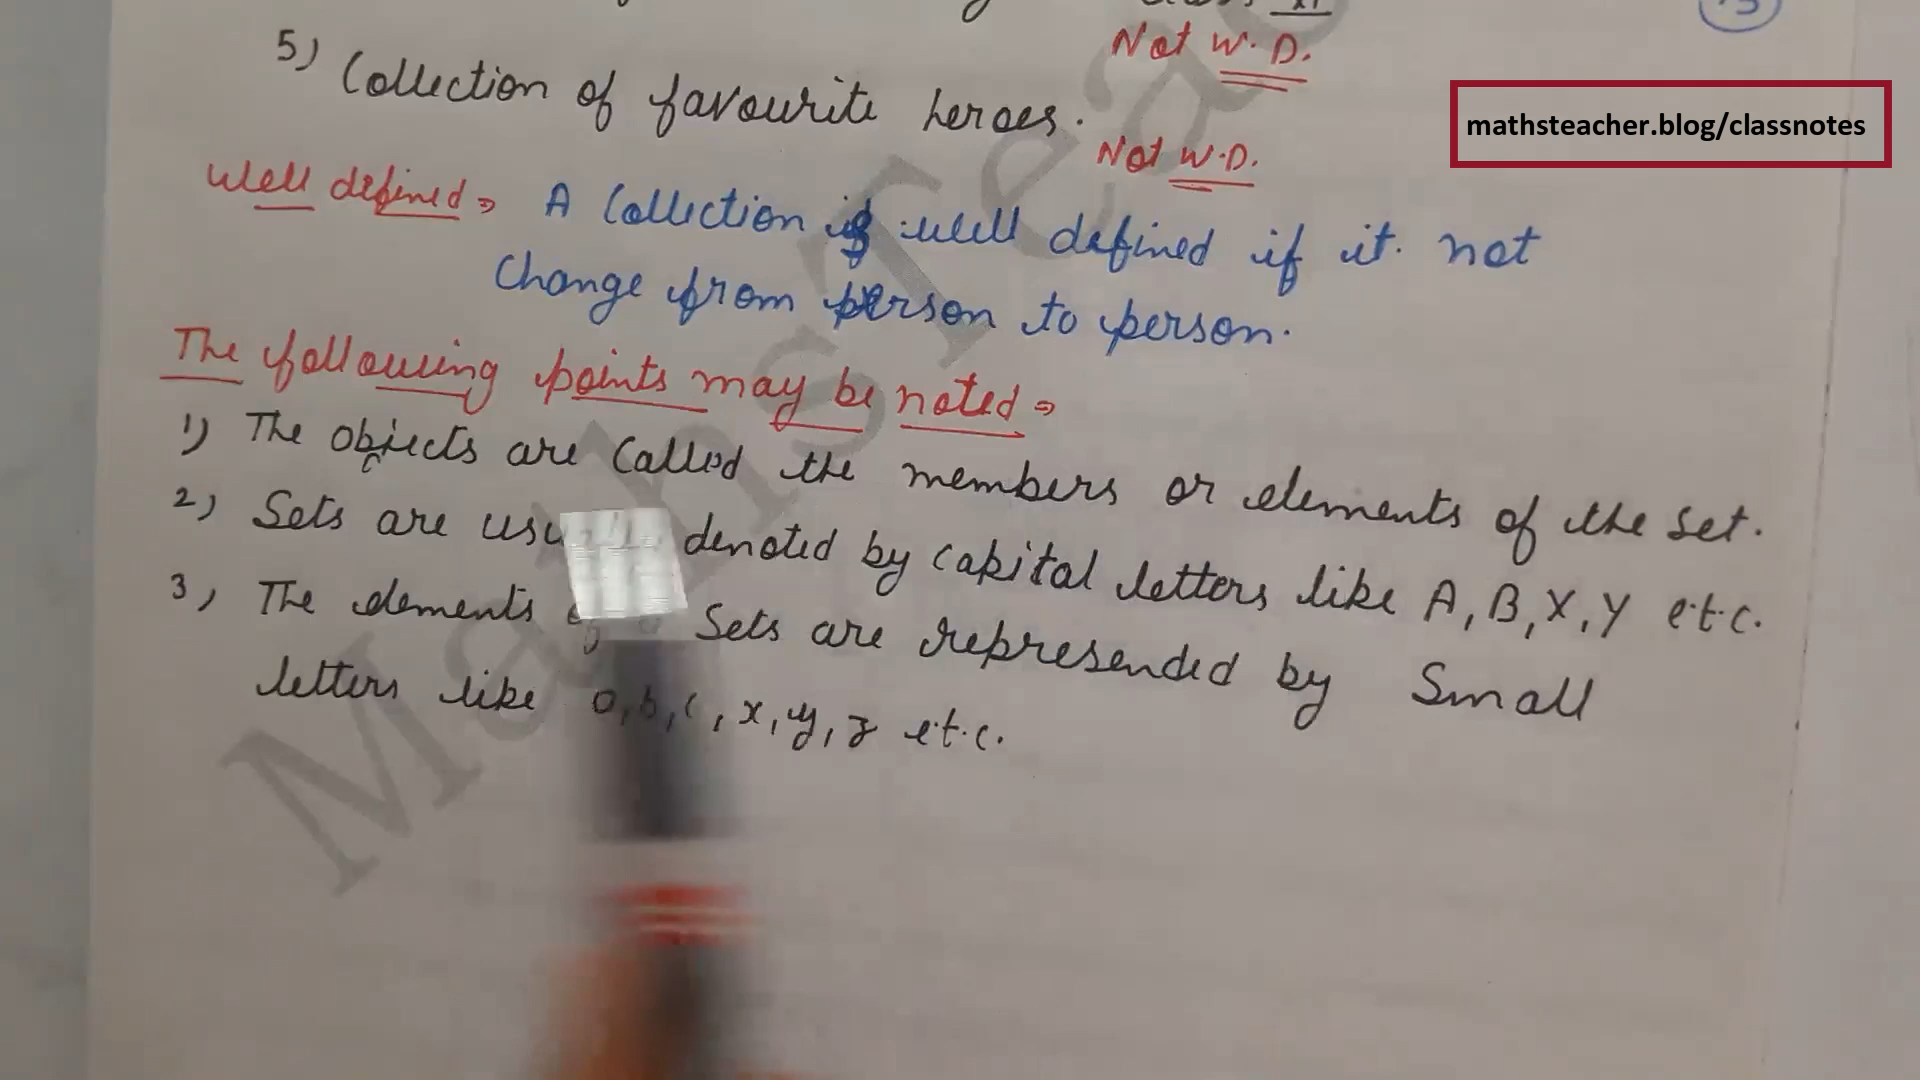 Not W.D.
5) Collection of favourite heroes.
Not W.D.
mathsteacher.blog/classnotes
Well defined ⇒ A Collection is well defined if it not
Change from person to person.
The following points may be noted ⇒
1) The objects are Called the members or elements of the set.
2) Sets are denoted by Capital letters like A, B, X, Y e.t.c.
3) The elements Sets are represended by Small
letters like a, b, c, x, y, z e.t.c.